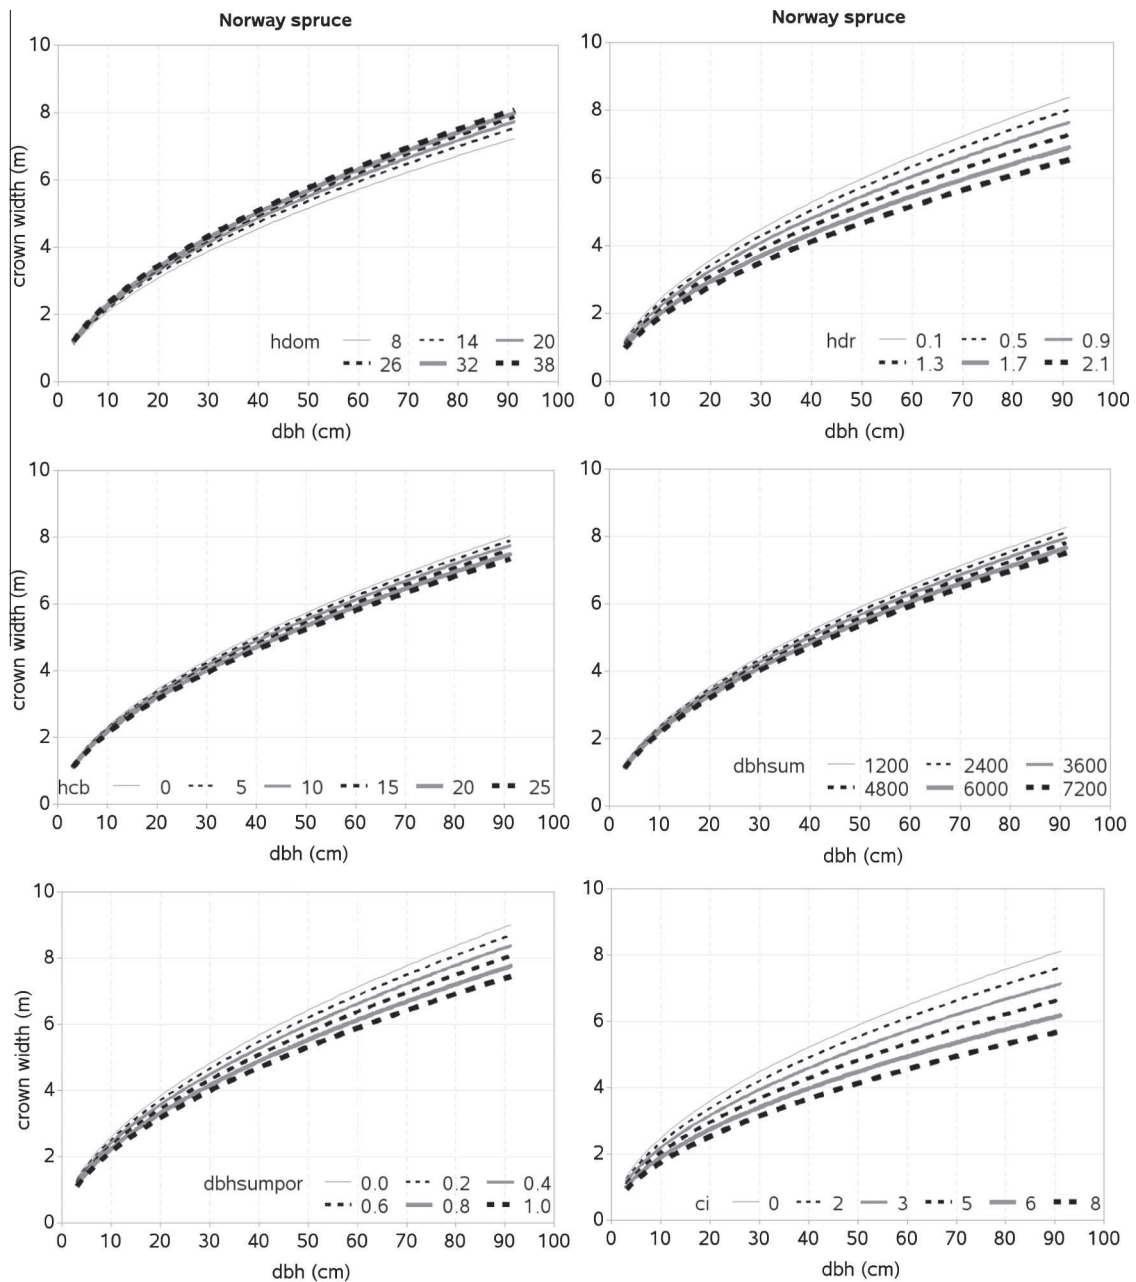 Norway spruce
10
8
6
4
2
0
crown width (m)
hdom 8 14 20
26 32 38
0 10 20 30 40 50 60 70 80 90 100
dbh (cm)
Norway spruce
10
8
6
4
2
0
hdr 0.1 0.5 0.9
1.3 1.7 2.1
0 10 20 30 40 50 60 70 80 90 100
dbh (cm)
10
8
6
4
2
0
crown width (m)
hcb 0 5 10 15 20 25
0 10 20 30 40 50 60 70 80 90 100
dbh (cm)
10
8
6
4
2
0
dbhsum 1200 2400 3600
4800 6000 7200
0 10 20 30 40 50 60 70 80 90 100
dbh (cm)
10
8
6
4
2
0
crown width (m)
dbhsumpor 0.0 0.2 0.4
0.6 0.8 1.0
0 10 20 30 40 50 60 70 80 90 100
dbh (cm)
10
8
6
4
2
0
ci 0 2 3 5 6 8
0 10 20 30 40 50 60 70 80 90 100
dbh (cm)